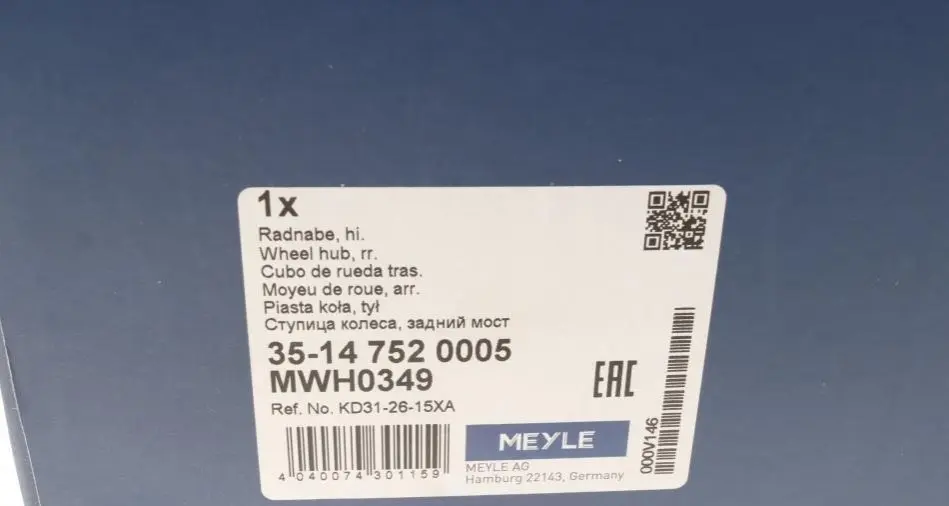 1x
Radnabe, hi.
Wheel hub, rr.
Cubo de rueda tras.
Moyeu de roue, arr.
Piasta koła, tył
Ступица колеса, задний мост
35-14 752 0005
MWH0349
Ref. No. KD31-26-15XA
EAC
4 040074 301159
MEYLE
MEYLE AG
Hamburg 22143, Germany
000V146